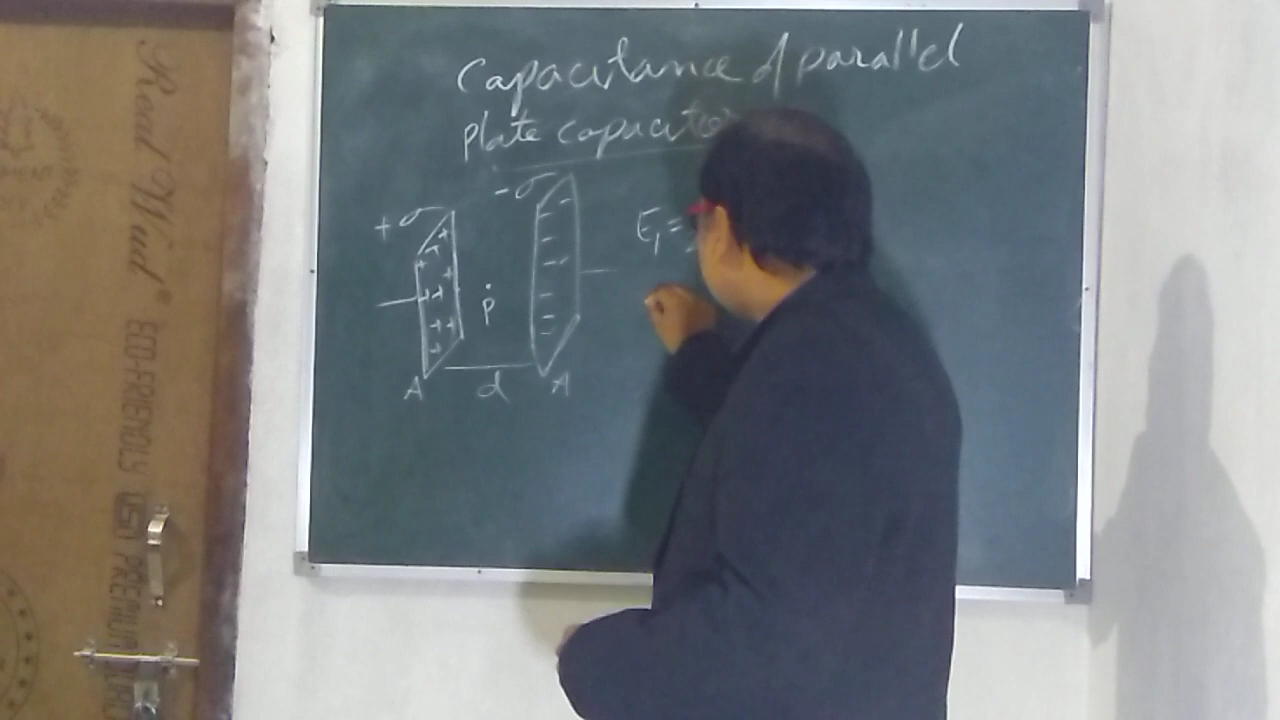 Capacitance of parallel
plate capacitor
+σ
-σ
E₁ =
+ + + + + + + + +
- - - - - -
p
A
d
A
Real Wud®
ECO-FRIENDLY USA PREMIUM